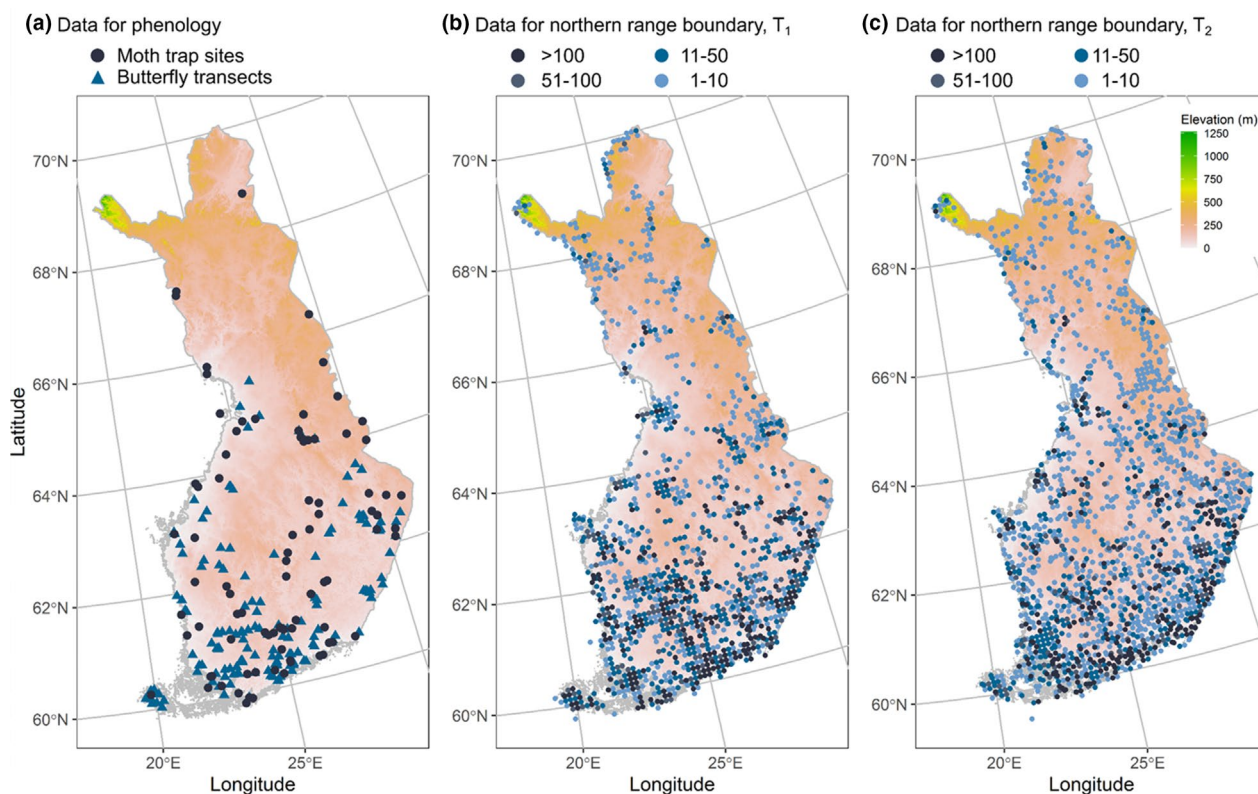 (a) Data for phenology
Moth trap sites
Butterfly transects
(b) Data for northern range boundary, T₁
>100
11-50
51-100
1-10
(c) Data for northern range boundary, T₂
>100
11-50
51-100
1-10
Elevation (m)
1250
1000
750
500
250
0
Latitude
70°N
68°N
66°N
64°N
62°N
60°N
20°E
25°E
Longitude
70°N
68°N
66°N
64°N
62°N
60°N
20°E
25°E
Longitude
70°N
68°N
66°N
64°N
62°N
60°N
20°E
25°E
Longitude